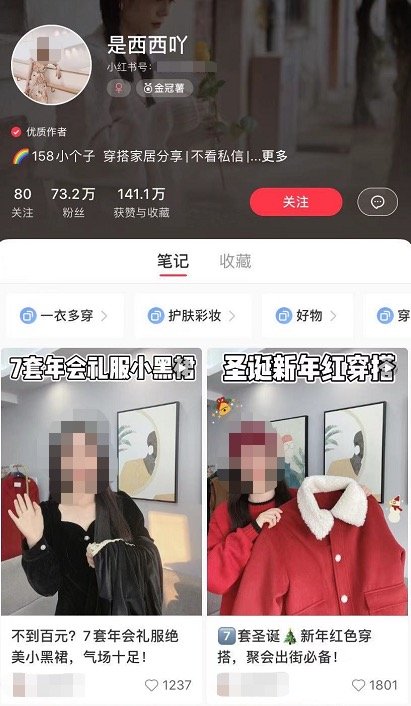 是西西吖
小红书号：
金冠薯
优质作者
🌈158小个子 穿搭家居分享|不看私信|...更多
80 73.2万 141.1万
关注 粉丝 获赞与收藏
关注
笔记 收藏
一衣多穿 护肤彩妆 好物 穿
7套年会礼服小黑裙
圣诞新年红穿搭
不到百元？7套年会礼服绝
美小黑裙，气场十足！
1237
7️⃣套圣诞🎄新年红色穿
搭，聚会出街必备！
1801